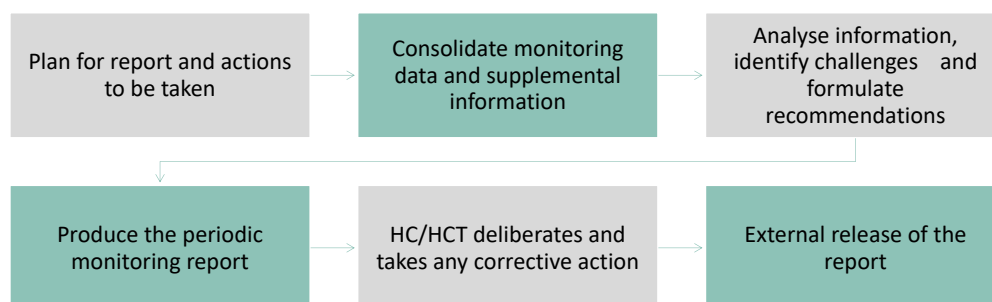 Plan for report and actions
to be taken
Consolidate monitoring
data and supplemental
information
Analyse information,
identify challenges and
formulate
recommendations
Produce the periodic
monitoring report
HC/HCT deliberates and
takes any corrective action
External release of the
report